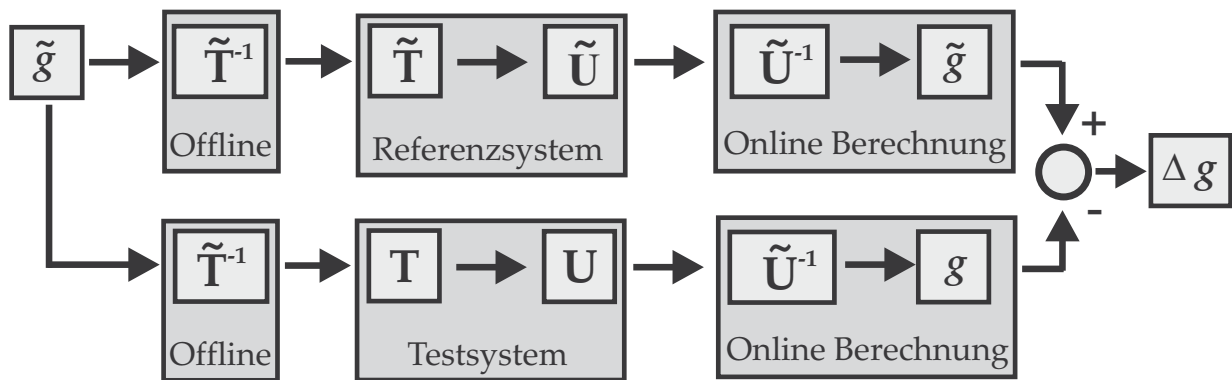 g̃ T̃⁻¹ T̃ Ũ Ũ⁻¹ g̃
Offline Referenzsystem Online Berechnung
+
Δ g
-
T̃⁻¹ T U Ũ⁻¹ g
Offline Testsystem Online Berechnung